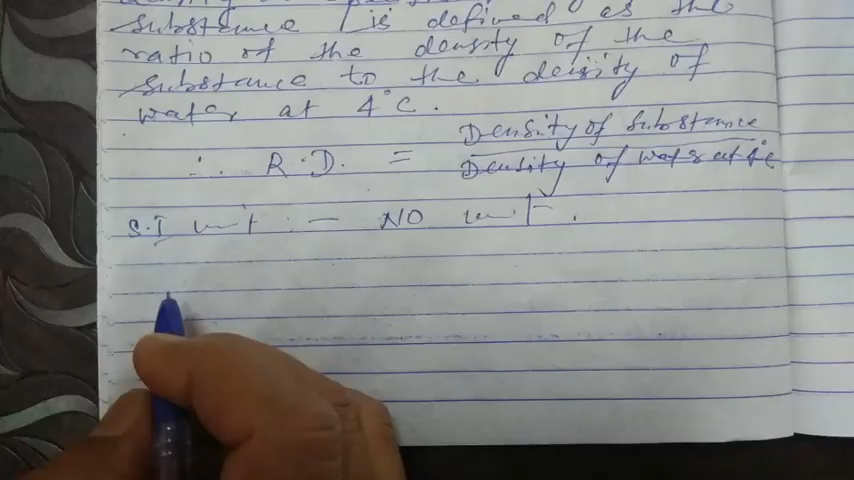 substance is defined as the
ratio of the density of the
substance to the density of
water at 4°C.
∴ R.D. = Density of substance
Density of water at 4°C
S.I unit :- NO unit.